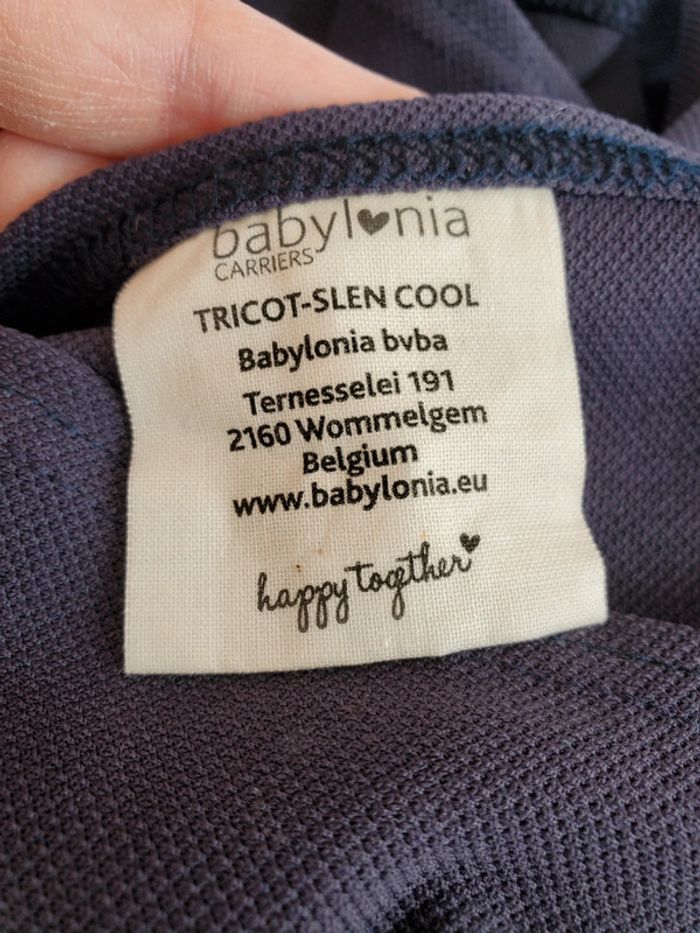 babylonia
CARRIERS
TRICOT-SLEN COOL
Babylonia bvba
Ternesselei 191
2160 Wommelgem
Belgium
www.babylonia.eu
happy together